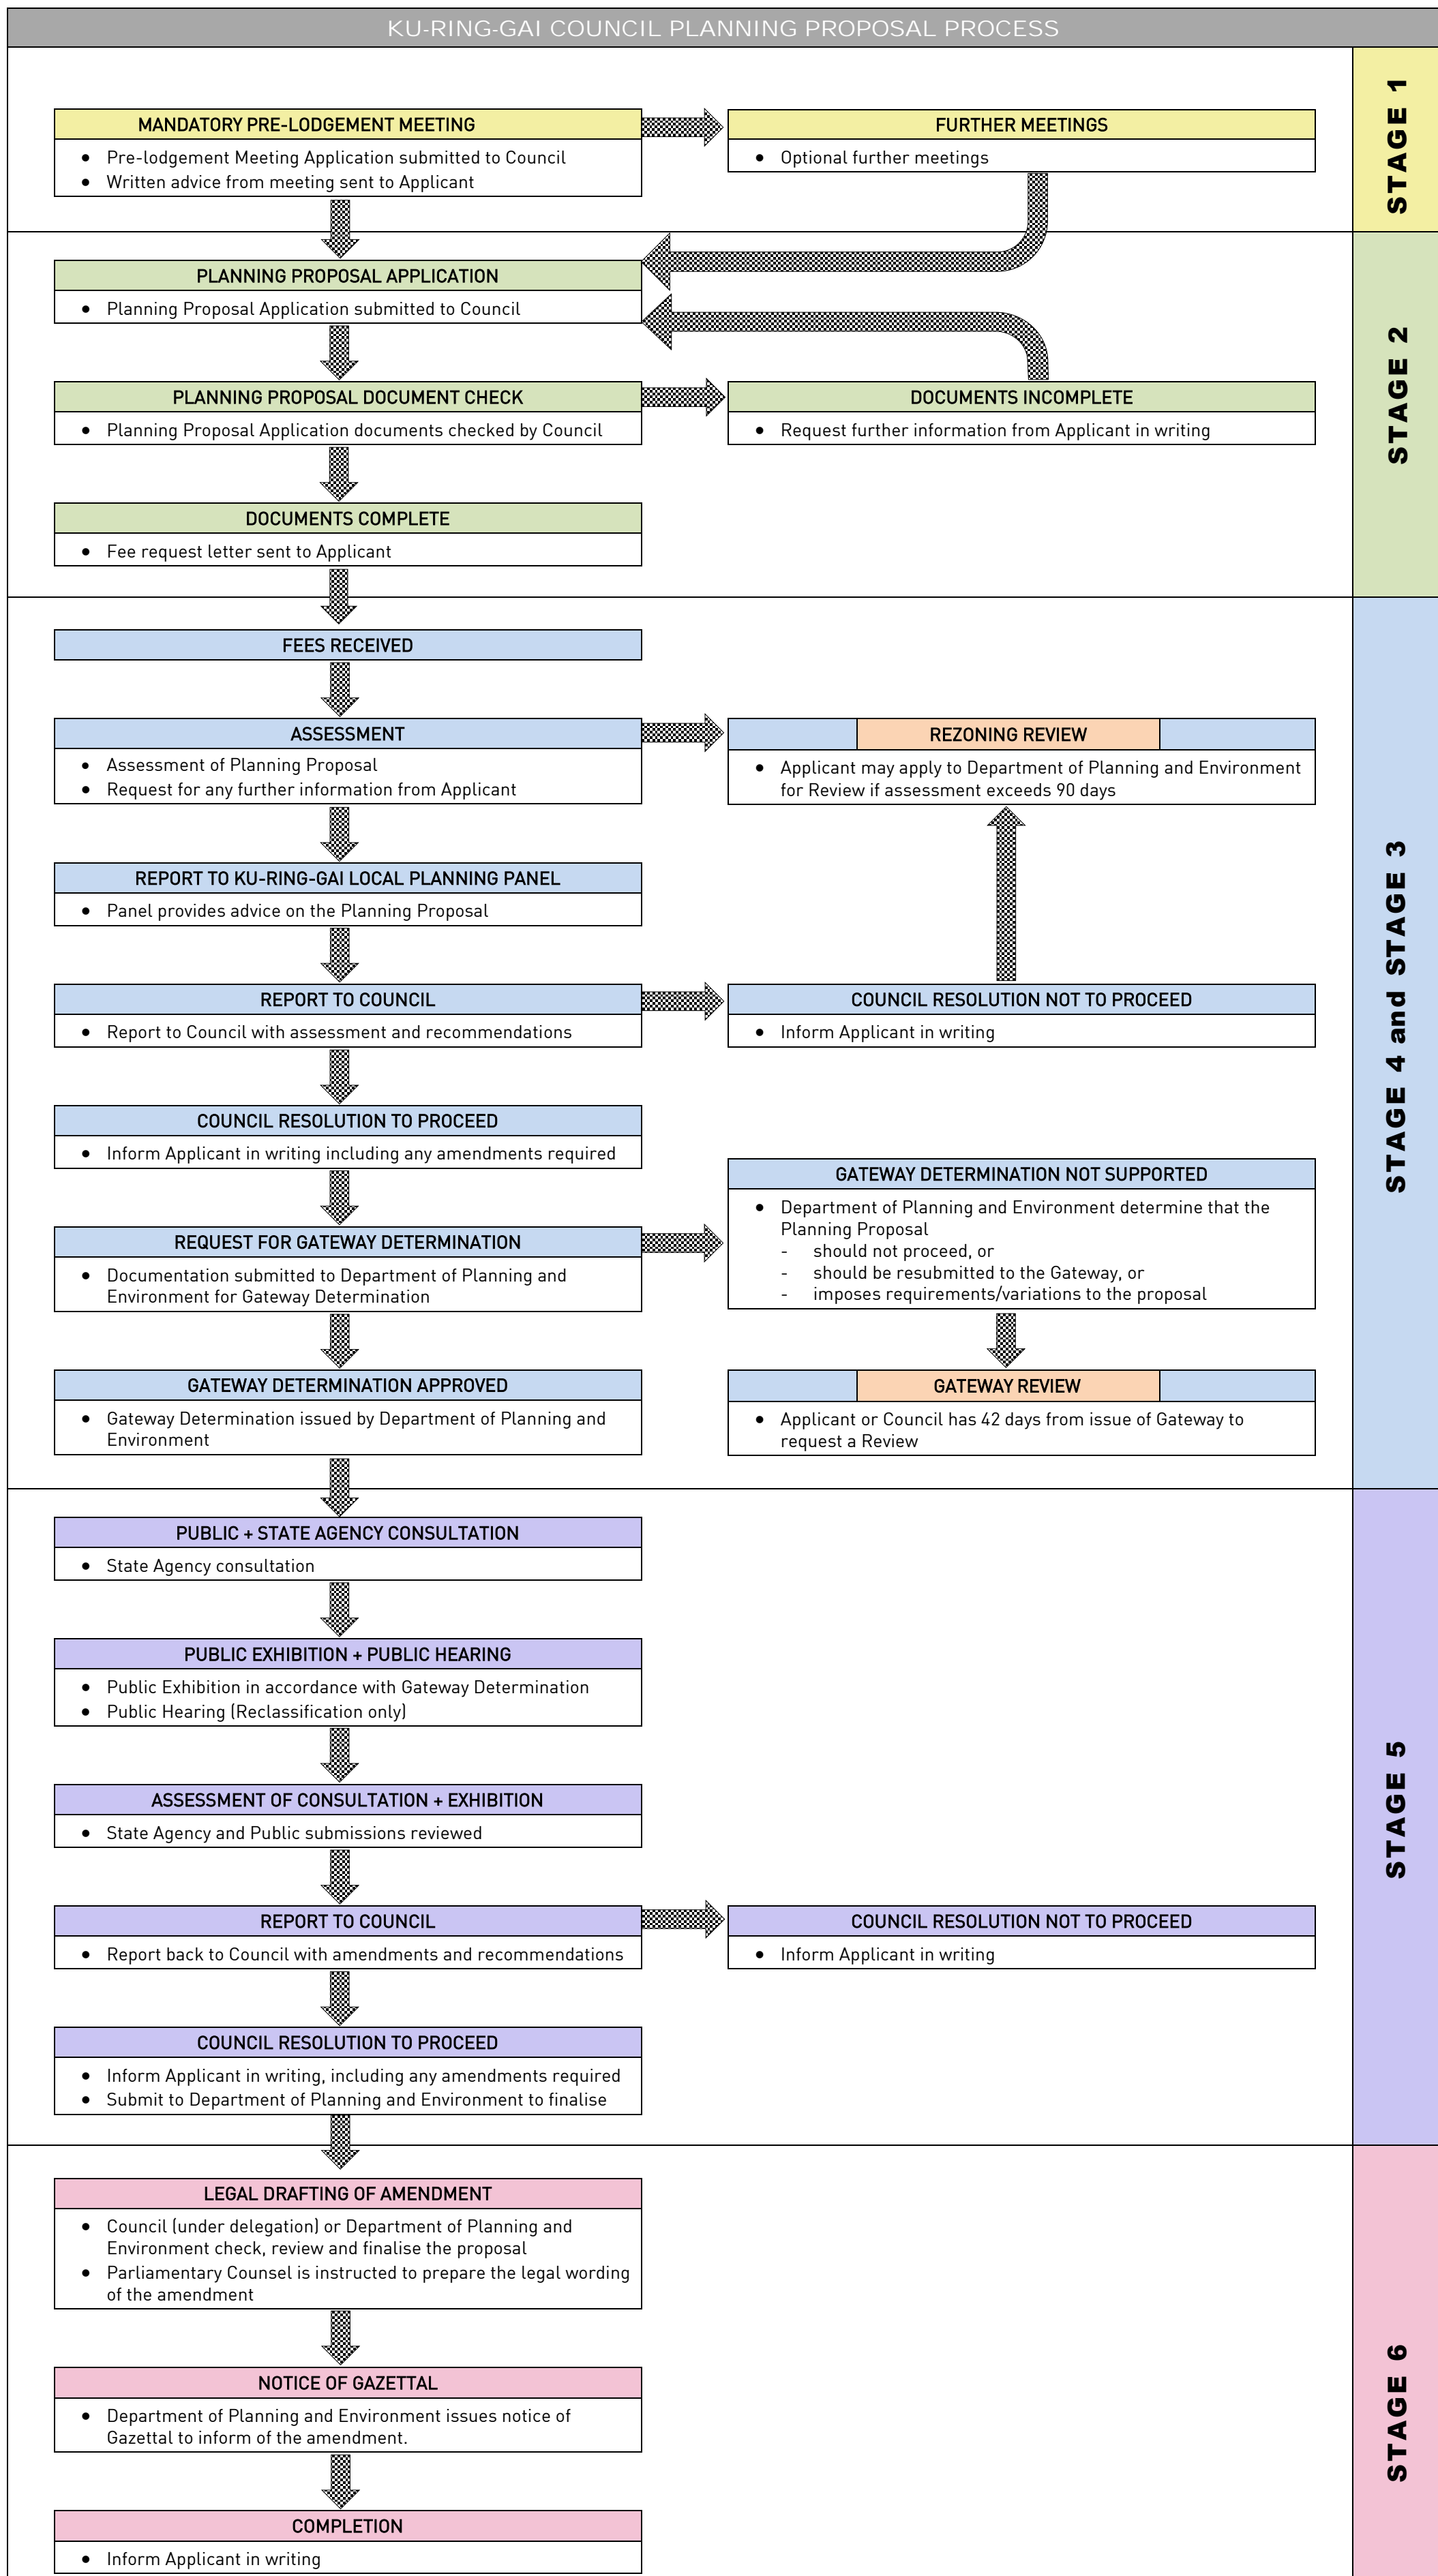 KU-RING-GAI COUNCIL PLANNING PROPOSAL PROCESS
STAGE 1
MANDATORY PRE-LODGEMENT MEETING
● Pre-lodgement Meeting Application submitted to Council
● Written advice from meeting sent to Applicant
FURTHER MEETINGS
● Optional further meetings
STAGE 2
PLANNING PROPOSAL APPLICATION
● Planning Proposal Application submitted to Council
PLANNING PROPOSAL DOCUMENT CHECK
● Planning Proposal Application documents checked by Council
DOCUMENTS INCOMPLETE
● Request further information from Applicant in writing
DOCUMENTS COMPLETE
● Fee request letter sent to Applicant
STAGE 4 and STAGE 3
FEES RECEIVED
ASSESSMENT
● Assessment of Planning Proposal
● Request for any further information from Applicant
REZONING REVIEW
● Applicant may apply to Department of Planning and Environment
for Review if assessment exceeds 90 days
REPORT TO KU-RING-GAI LOCAL PLANNING PANEL
● Panel provides advice on the Planning Proposal
REPORT TO COUNCIL
● Report to Council with assessment and recommendations
COUNCIL RESOLUTION NOT TO PROCEED
● Inform Applicant in writing
COUNCIL RESOLUTION TO PROCEED
● Inform Applicant in writing including any amendments required
REQUEST FOR GATEWAY DETERMINATION
● Documentation submitted to Department of Planning and
Environment for Gateway Determination
GATEWAY DETERMINATION NOT SUPPORTED
● Department of Planning and Environment determine that the
Planning Proposal
- should not proceed, or
- should be resubmitted to the Gateway, or
- imposes requirements/variations to the proposal
GATEWAY DETERMINATION APPROVED
● Gateway Determination issued by Department of Planning and
Environment
GATEWAY REVIEW
● Applicant or Council has 42 days from issue of Gateway to
request a Review
STAGE 5
PUBLIC + STATE AGENCY CONSULTATION
● State Agency consultation
PUBLIC EXHIBITION + PUBLIC HEARING
● Public Exhibition in accordance with Gateway Determination
● Public Hearing (Reclassification only)
ASSESSMENT OF CONSULTATION + EXHIBITION
● State Agency and Public submissions reviewed
REPORT TO COUNCIL
● Report back to Council with amendments and recommendations
COUNCIL RESOLUTION NOT TO PROCEED
● Inform Applicant in writing
COUNCIL RESOLUTION TO PROCEED
● Inform Applicant in writing, including any amendments required
● Submit to Department of Planning and Environment to finalise
STAGE 6
LEGAL DRAFTING OF AMENDMENT
● Council (under delegation) or Department of Planning and
Environment check, review and finalise the proposal
● Parliamentary Counsel is instructed to prepare the legal wording
of the amendment
NOTICE OF GAZETTAL
● Department of Planning and Environment issues notice of
Gazettal to inform of the amendment.
COMPLETION
● Inform Applicant in writing